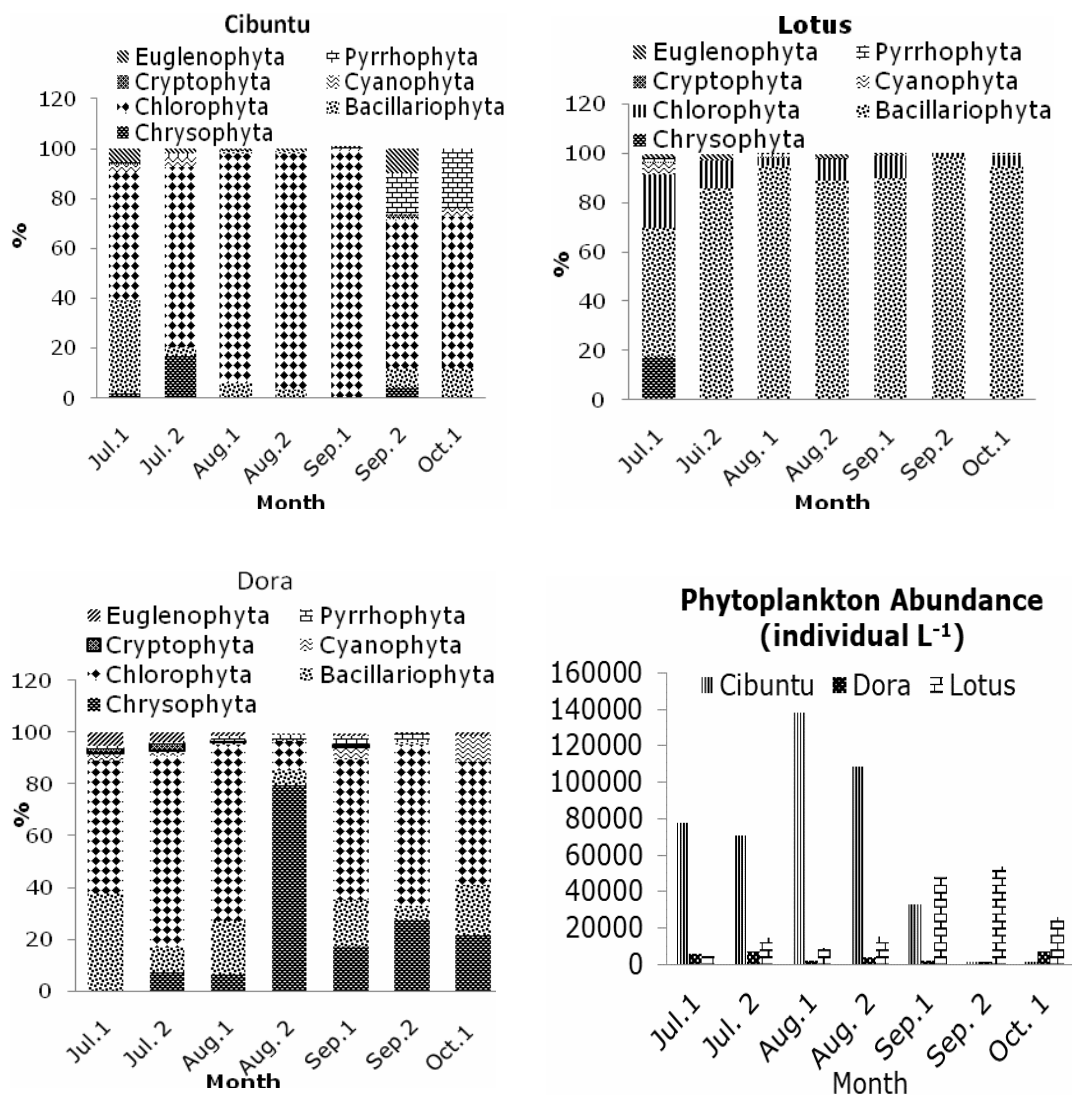 Cibuntu
Euglenophyta Pyrrhophyta
Cryptophyta Cyanophyta
Chlorophyta Bacillariophyta
Chrysophyta
120
100
80
60
40
20
0
%
Jul.1 Jul. 2 Aug.1 Aug.2 Sep.1 Sep.2 Oct.1
Month
Lotus
Euglenophyta Pyrrhophyta
Cryptophyta Cyanophyta
Chlorophyta Bacillariophyta
Chrysophyta
120
100
80
60
40
20
0
%
Jul.1 Jul.2 Aug. 1 Aug.2 Sep.1 Sep.2 Oct.1
Month
Dora
Euglenophyta Pyrrhophyta
Cryptophyta Cyanophyta
Chlorophyta Bacillariophyta
Chrysophyta
120
100
80
60
40
20
0
%
Jul.1 Jul. 2 Aug.1 Aug. 2 Sep.1 Sep.2 Oct.1
Month
Phytoplankton Abundance
(individual L⁻¹)
Cibuntu Dora Lotus
160000
140000
120000
100000
80000
60000
40000
20000
0
Jul.1 Jul. 2 Aug.1 Aug. 2 Sep.1 Sep. 2 Oct. 1
Month